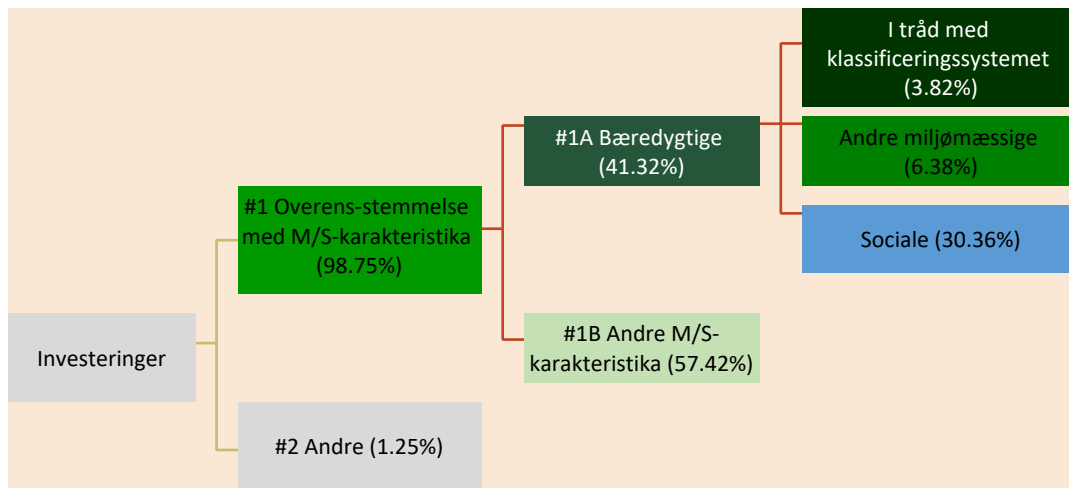 Investeringer
#1 Overens-stemmelse
med M/S-karakteristika
(98.75%)
#2 Andre (1.25%)
#1A Bæredygtige
(41.32%)
#1B Andre M/S-
karakteristika (57.42%)
I tråd med
klassificeringssystemet
(3.82%)
Andre miljømæssige
(6.38%)
Sociale (30.36%)